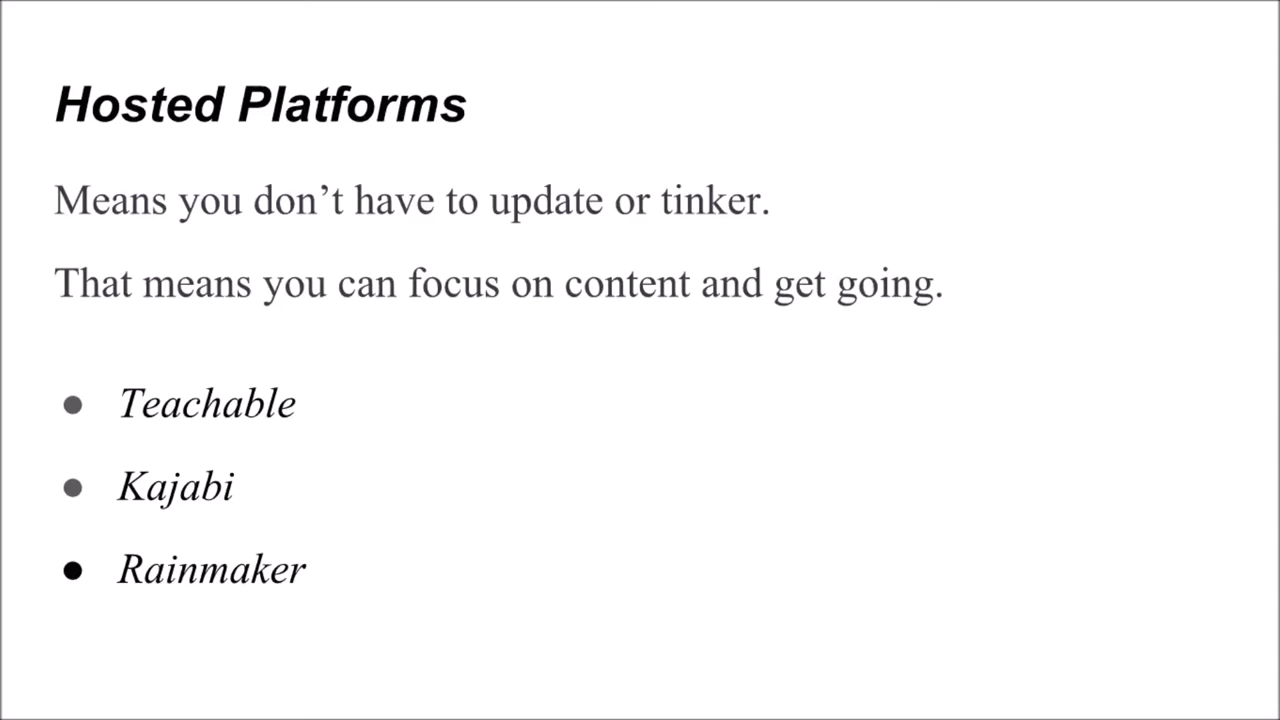 Hosted Platforms
Means you don’t have to update or tinker.
That means you can focus on content and get going.
● Teachable
● Kajabi
● Rainmaker